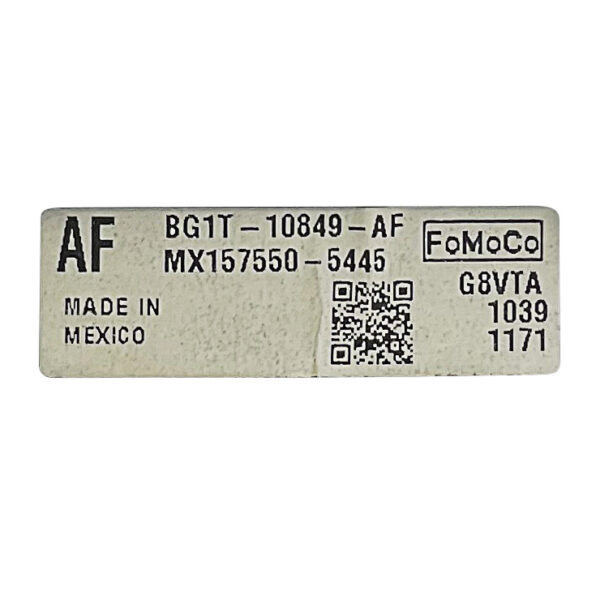 AF
BG1T-10849-AF
MX157550-5445
FoMoCo
G8VTA
1039
1171
MADE IN
MEXICO